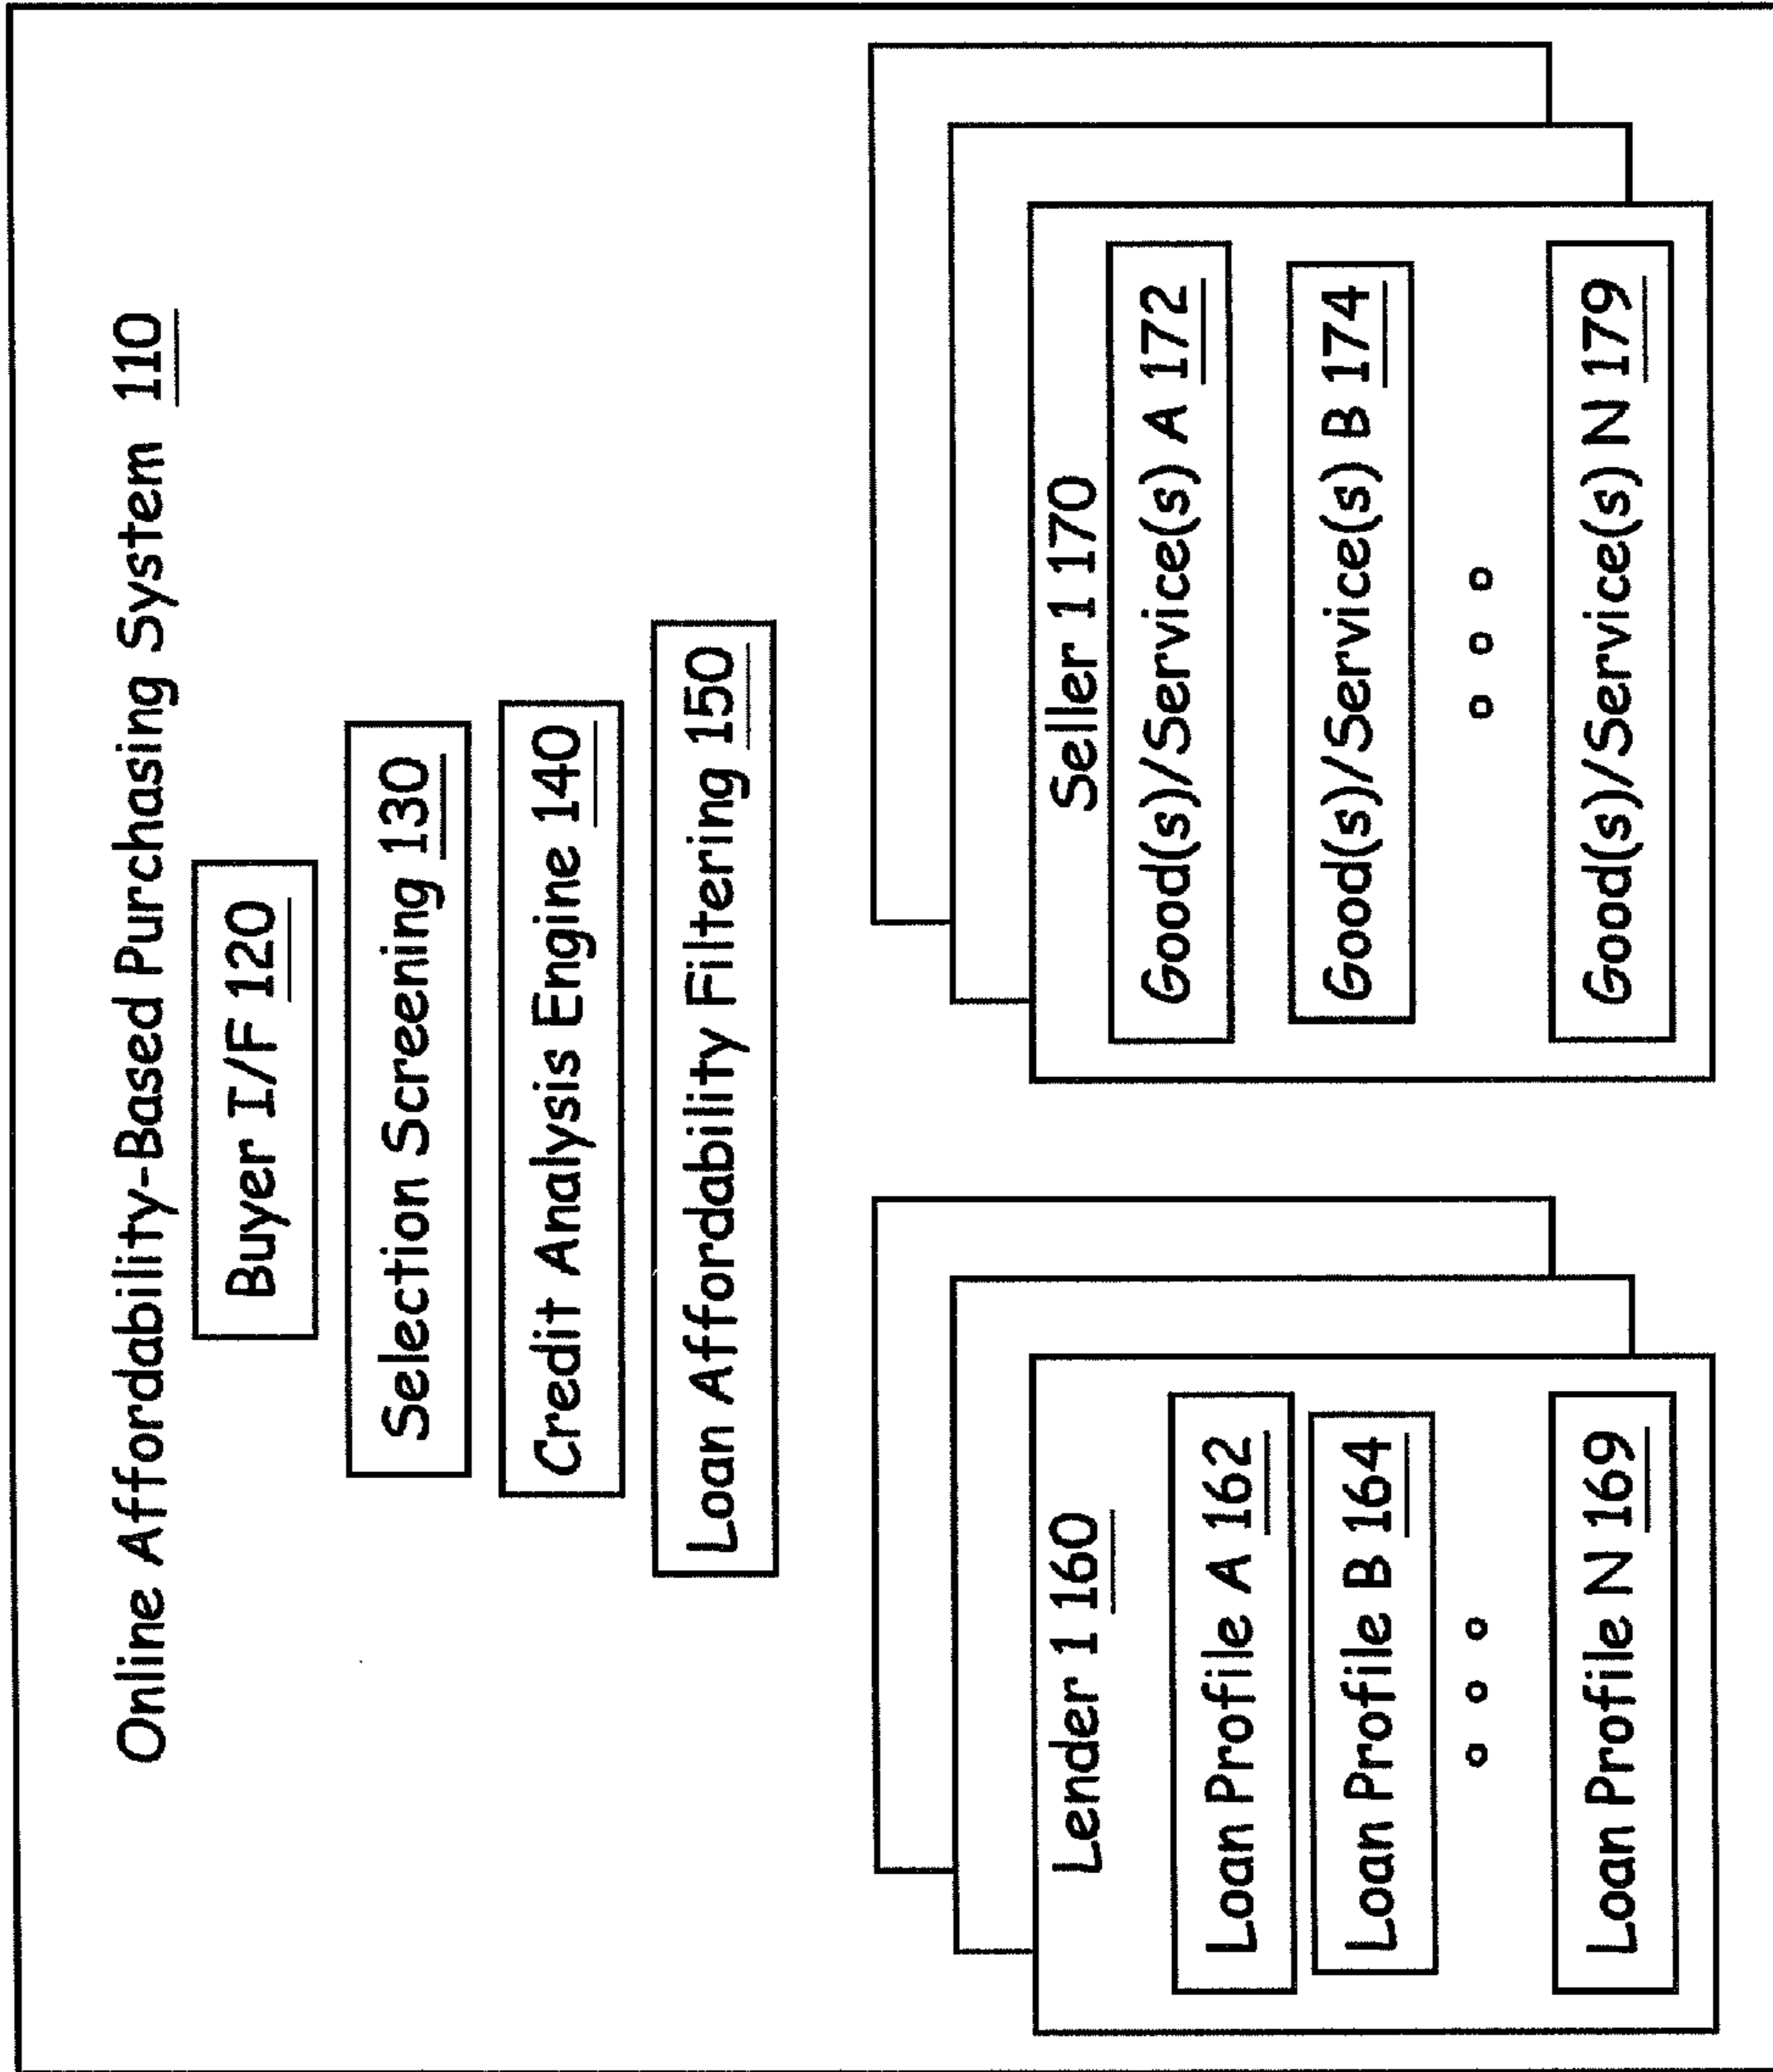 Online Affordability-Based Purchasing System 110
Buyer I/F 120
Selection Screening 130
Credit Analysis Engine 140
Loan Affordability Filtering 150
Lender 1 160
Loan Profile A 162
Loan Profile B 164
Loan Profile N 169
Seller 1 170
Good(s)/Service(s) A 172
Good(s)/Service(s) B 174
Good(s)/Service(s) N 179